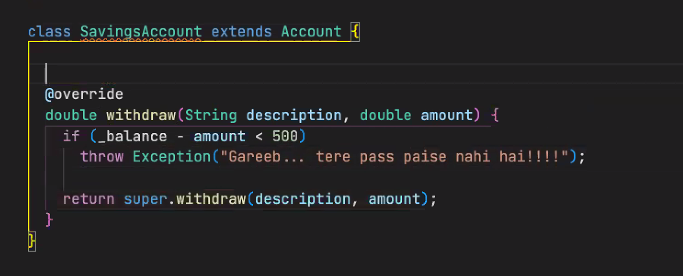 class SavingsAccount extends Account {
@override
double withdraw(String description, double amount) {
if (_balance - amount < 500)
throw Exception("Gareeb... tere pass paise nahi hai!!!!");
return super.withdraw(description, amount);
}
}